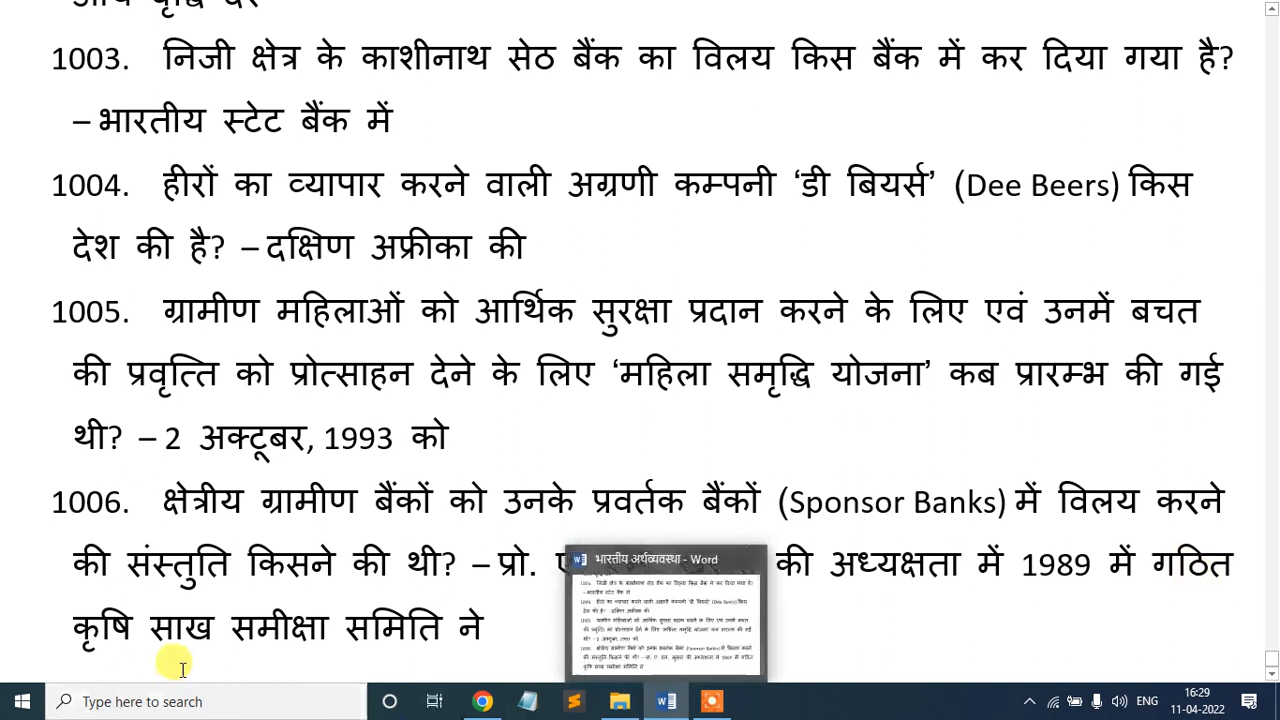 1003. निजी क्षेत्र के काशीनाथ सेठ बैंक का विलय किस बैंक में कर दिया गया है?
– भारतीय स्टेट बैंक में
1004. हीरों का व्यापार करने वाली अग्रणी कम्पनी ‘डी बियर्स’ (Dee Beers) किस
देश की है? – दक्षिण अफ्रीका की
1005. ग्रामीण महिलाओं को आर्थिक सुरक्षा प्रदान करने के लिए एवं उनमें बचत
की प्रवृत्ति को प्रोत्साहन देने के लिए ‘महिला समृद्धि योजना’ कब प्रारम्भ की गई
थी? – 2 अक्टूबर, 1993 को
1006. क्षेत्रीय ग्रामीण बैंकों को उनके प्रवर्तक बैंकों (Sponsor Banks) में विलय करने
की संस्तुति किसने की थी? – प्रो. की अध्यक्षता में 1989 में गठित
कृषि साख समीक्षा समिति ने
भारतीय अर्थव्यवस्था - Word
Type here to search
ENG
16:29
11-04-2022